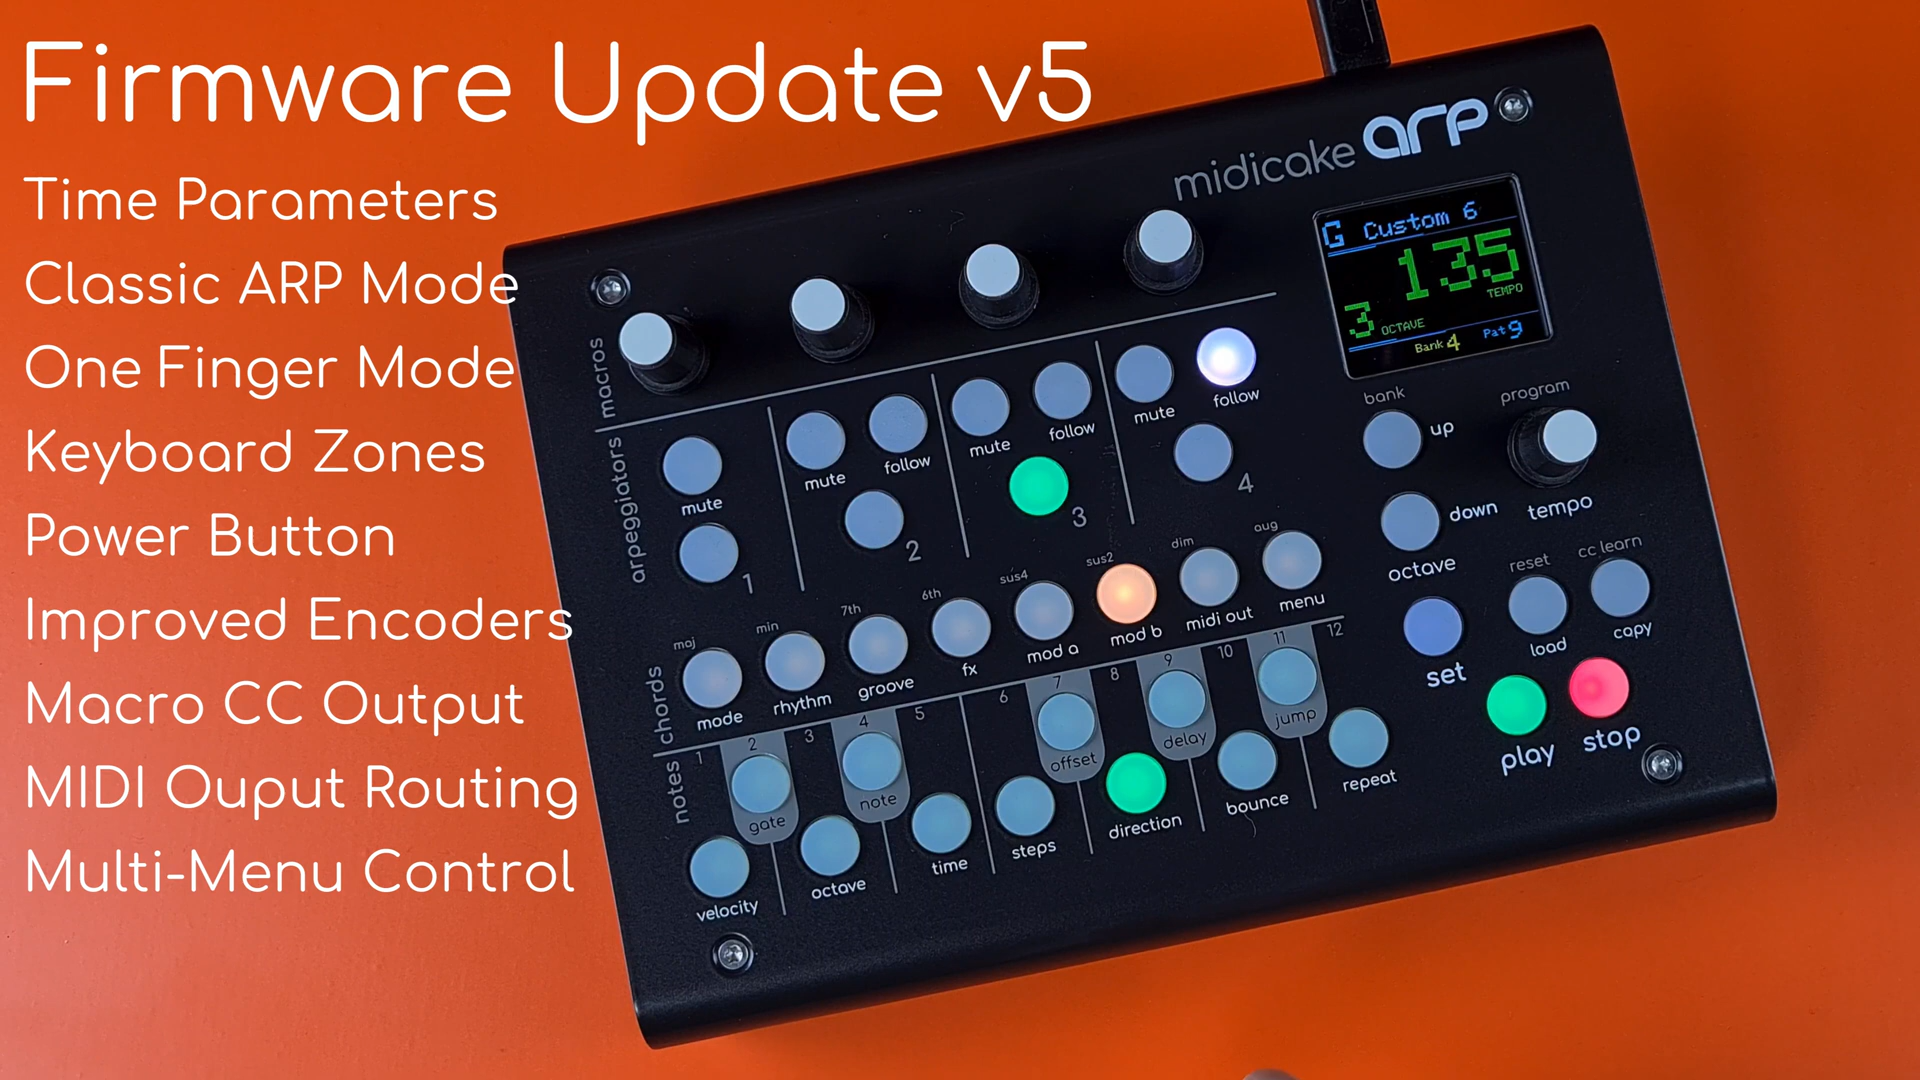 Firmware Update v5
Time Parameters
Classic ARP Mode
One Finger Mode
Keyboard Zones
Power Button
Improved Encoders
Macro CC Output
MIDI Ouput Routing
Multi-Menu Control
midicake arp
G Custom 6
135
TEMPO
3 OCTAVE
Bank 4 Pat 9
macros
arpeggiators
mute
1
mute follow
2
mute follow
3
mute follow
4
bank
up
down
octave
program
tempo
chords
maj min 7th 6th sus4 sus2 dim aug
mode rhythm groove fx mod a mod b midi out menu
reset cc learn
load copy
set
play stop
notes
1 2 3 4 5 6 7 8 9 10 11 12
gate note offset delay jump
velocity octave time steps direction bounce repeat